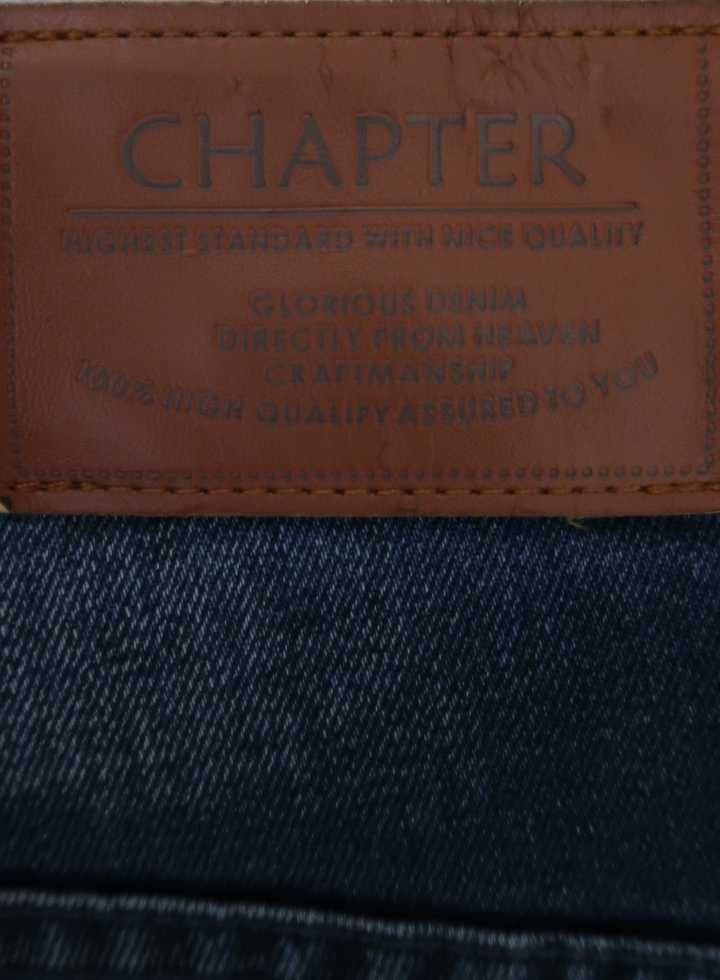 CHAPTER
HIGHEST STANDARD WITH NICE QUALITY
GLORIOUS DENIM
DIRECTLY FROM HEAVEN
CRAFTMANSHIP
100% HIGH QUALITY ASSURED TO YOU